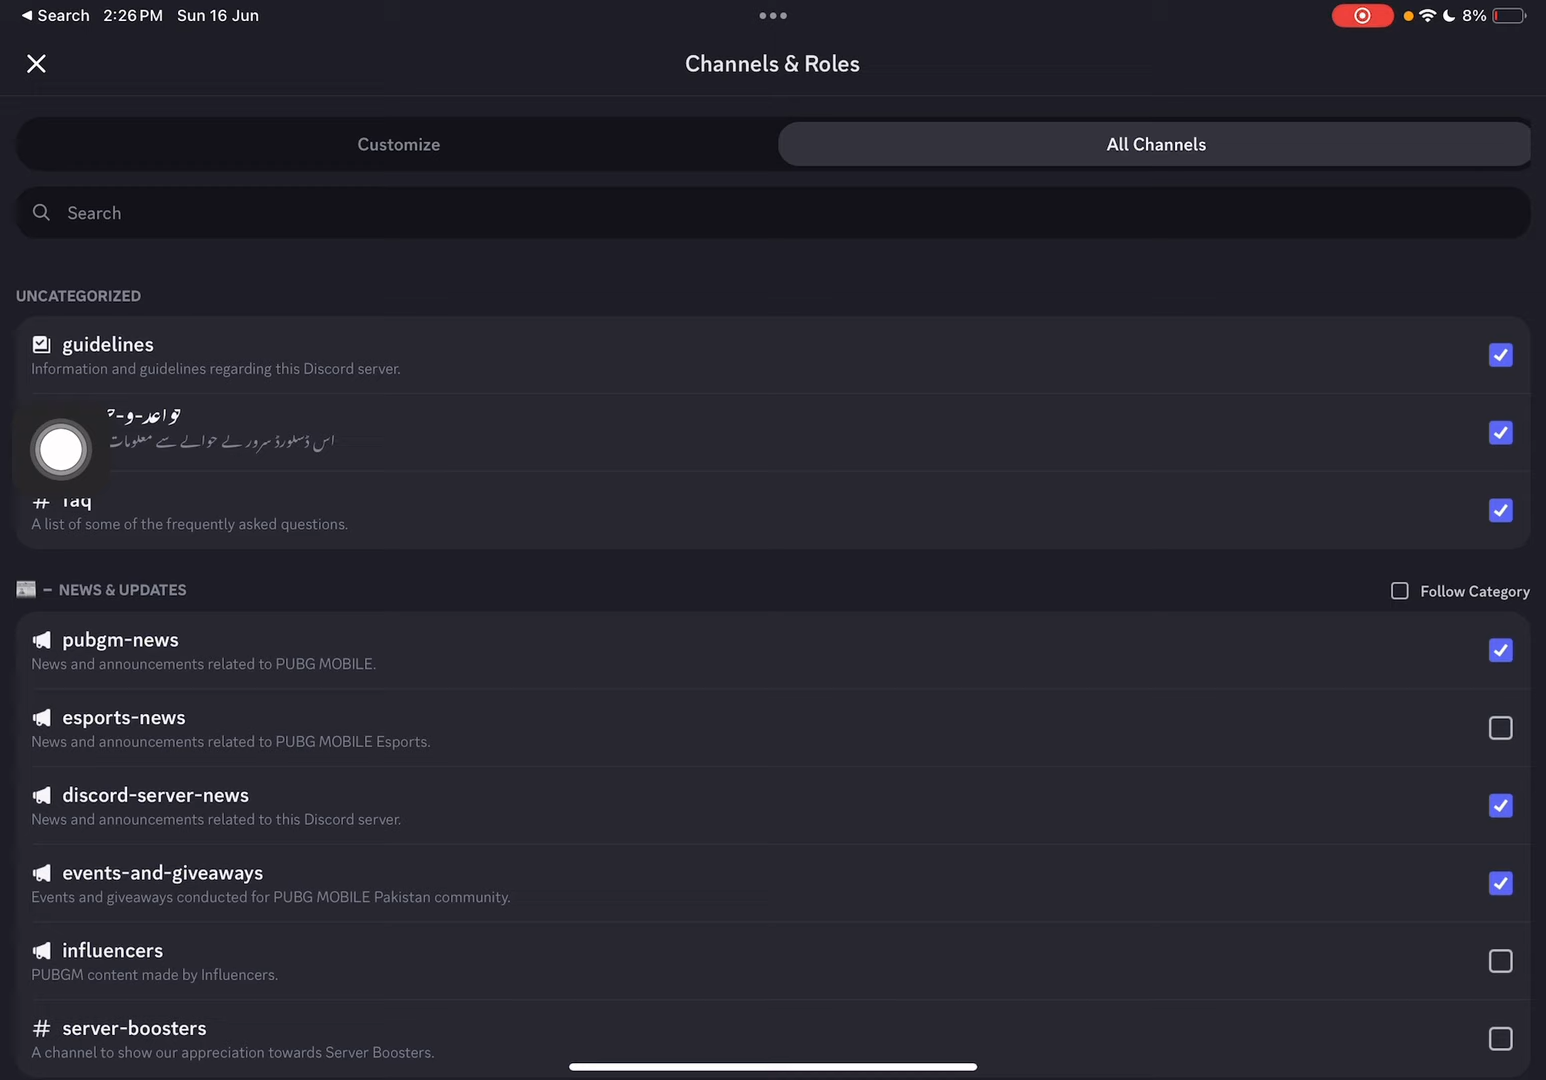 Search 2:26 PM Sun 16 Jun
8%
Channels & Roles
Customize
All Channels
Search
UNCATEGORIZED
guidelines
Information and guidelines regarding this Discord server.
اس ڈسکورڈ سرور کے حوالے سے معلومات
faq
A list of some of the frequently asked questions.
– NEWS & UPDATES
Follow Category
pubgm-news
News and announcements related to PUBG MOBILE.
esports-news
News and announcements related to PUBG MOBILE Esports.
discord-server-news
News and announcements related to this Discord server.
events-and-giveaways
Events and giveaways conducted for PUBG MOBILE Pakistan community.
influencers
PUBGM content made by Influencers.
server-boosters
A channel to show our appreciation towards Server Boosters.